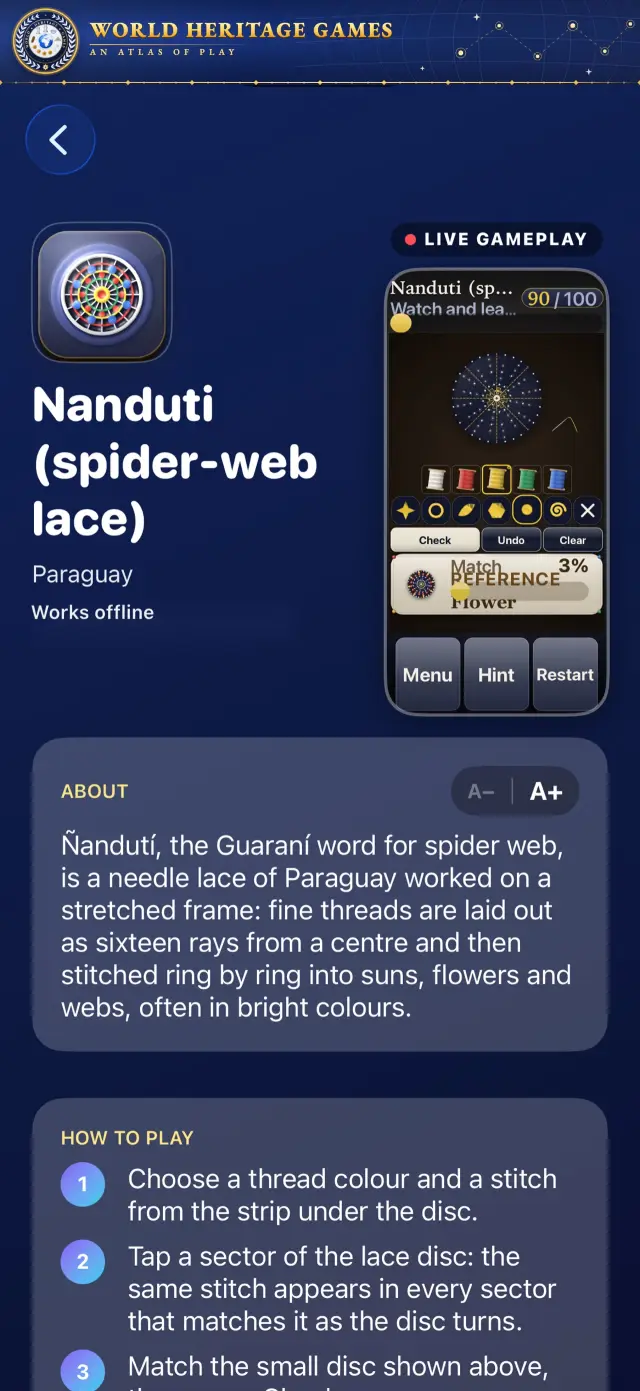 WORLD HERITAGE GAMES
AN ATLAS OF PLAY
LIVE GAMEPLAY
Nanduti (sp...
90 / 100
Watch and lea...
Check
Undo
Clear
Match
3%
REFERENCE
Flower
Menu
Hint
Restart
Nanduti
(spider-web
lace)
Paraguay
Works offline
ABOUT
A−
A+
Ñandutí, the Guaraní word for spider web,
is a needle lace of Paraguay worked on a
stretched frame: fine threads are laid out
as sixteen rays from a centre and then
stitched ring by ring into suns, flowers and
webs, often in bright colours.
HOW TO PLAY
1 Choose a thread colour and a stitch
from the strip under the disc.
2 Tap a sector of the lace disc: the
same stitch appears in every sector
that matches it as the disc turns.
3 Match the small disc shown above,